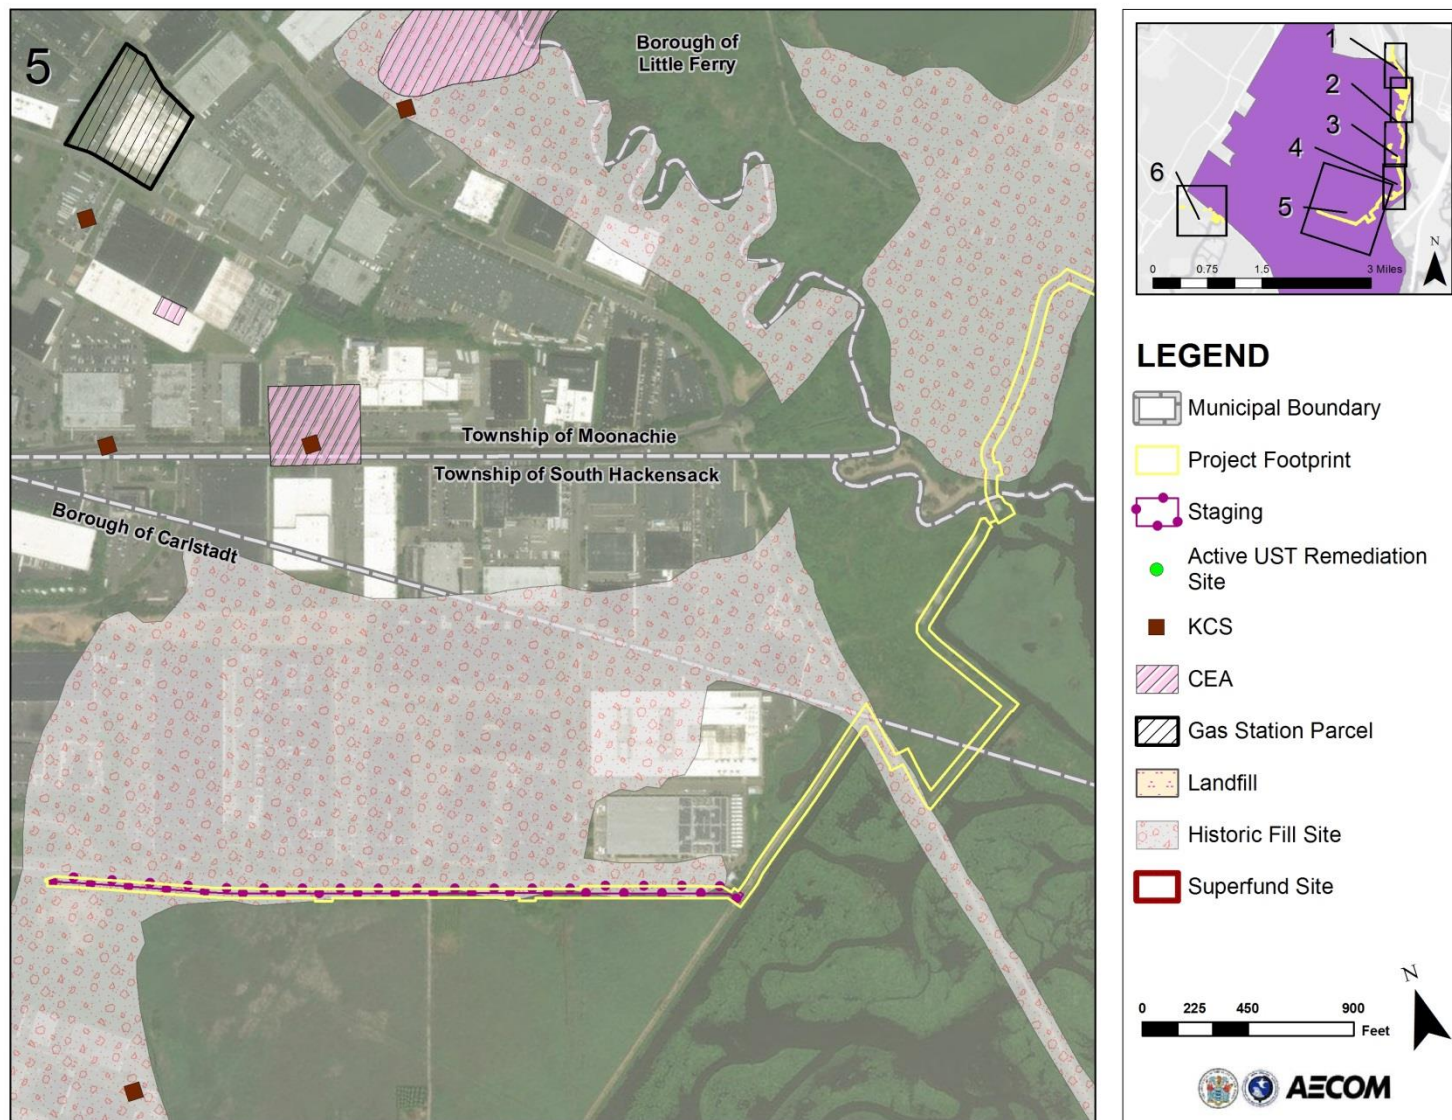 5
Borough of
Little Ferry
Township of Moonachie
Township of South Hackensack
Borough of Carlstadt
1
2
3
4
5
6
N
0 0.75 1.5 3 Miles
LEGEND
Municipal Boundary
Project Footprint
Staging
Active UST Remediation
Site
KCS
CEA
Gas Station Parcel
Landfill
Historic Fill Site
Superfund Site
N
0 225 450 900
Feet
AECOM